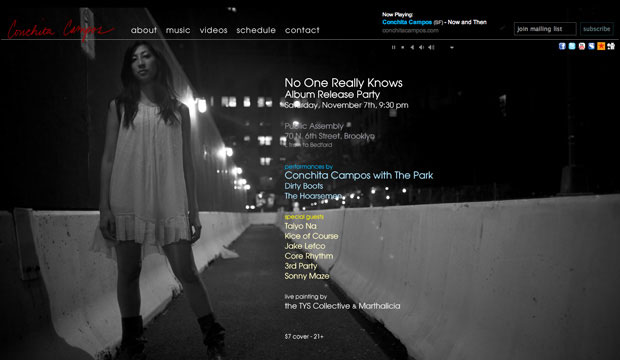 Conchita Campos
about music videos schedule contact
Now Playing:
Conchita Campos (SF) - Now and Then
conchitacampos.com
join mailing list
subscribe
No One Really Knows
Album Release Party
Saturday, November 7th, 9:30 pm
Public Assembly
70 N. 6th Street, Brooklyn
L train to Bedford
performances by
Conchita Campos with The Park
Dirty Boots
The Hoarsemen
special guests
Taiyo Na
Kice of Course
Jake Lefco
Core Rhythm
3rd Party
Sonny Maze
live painting by
the TYS Collective & Marthalicia
$7 cover - 21+